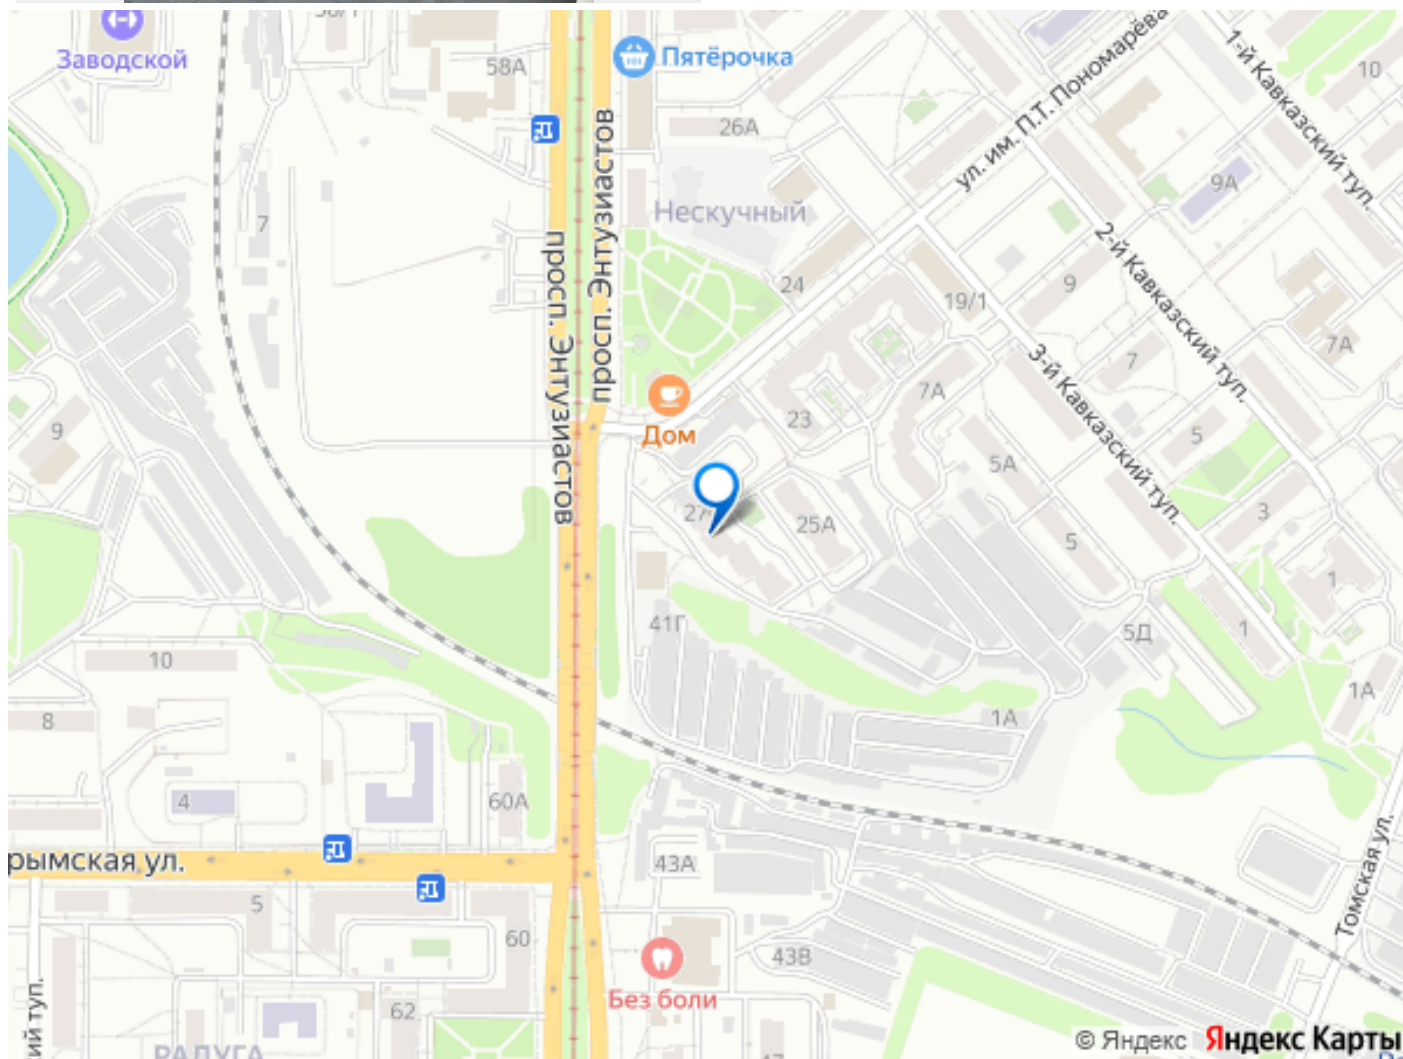 Заводской
58А
Пятёрочка
26А
10
1-й Кавказский туп.
ул. им. П.Т. Пономарёва
9А
7
Нескучный
просп. Энтузиастов
просп. Энтузиастов
2-й Кавказский туп.
24
19/1
9
7А
3-й Кавказский туп.
7
7А
23
9
Дом
5
5А
27
25А
3
5
1
41Г
5Д
1
10
1А
8
1А
4
60А
рымская ул.
43А
Томская ул.
5
60
43В
Без боли
ий туп.
62
РАДУГА
© Яндекс Яндекс Карты